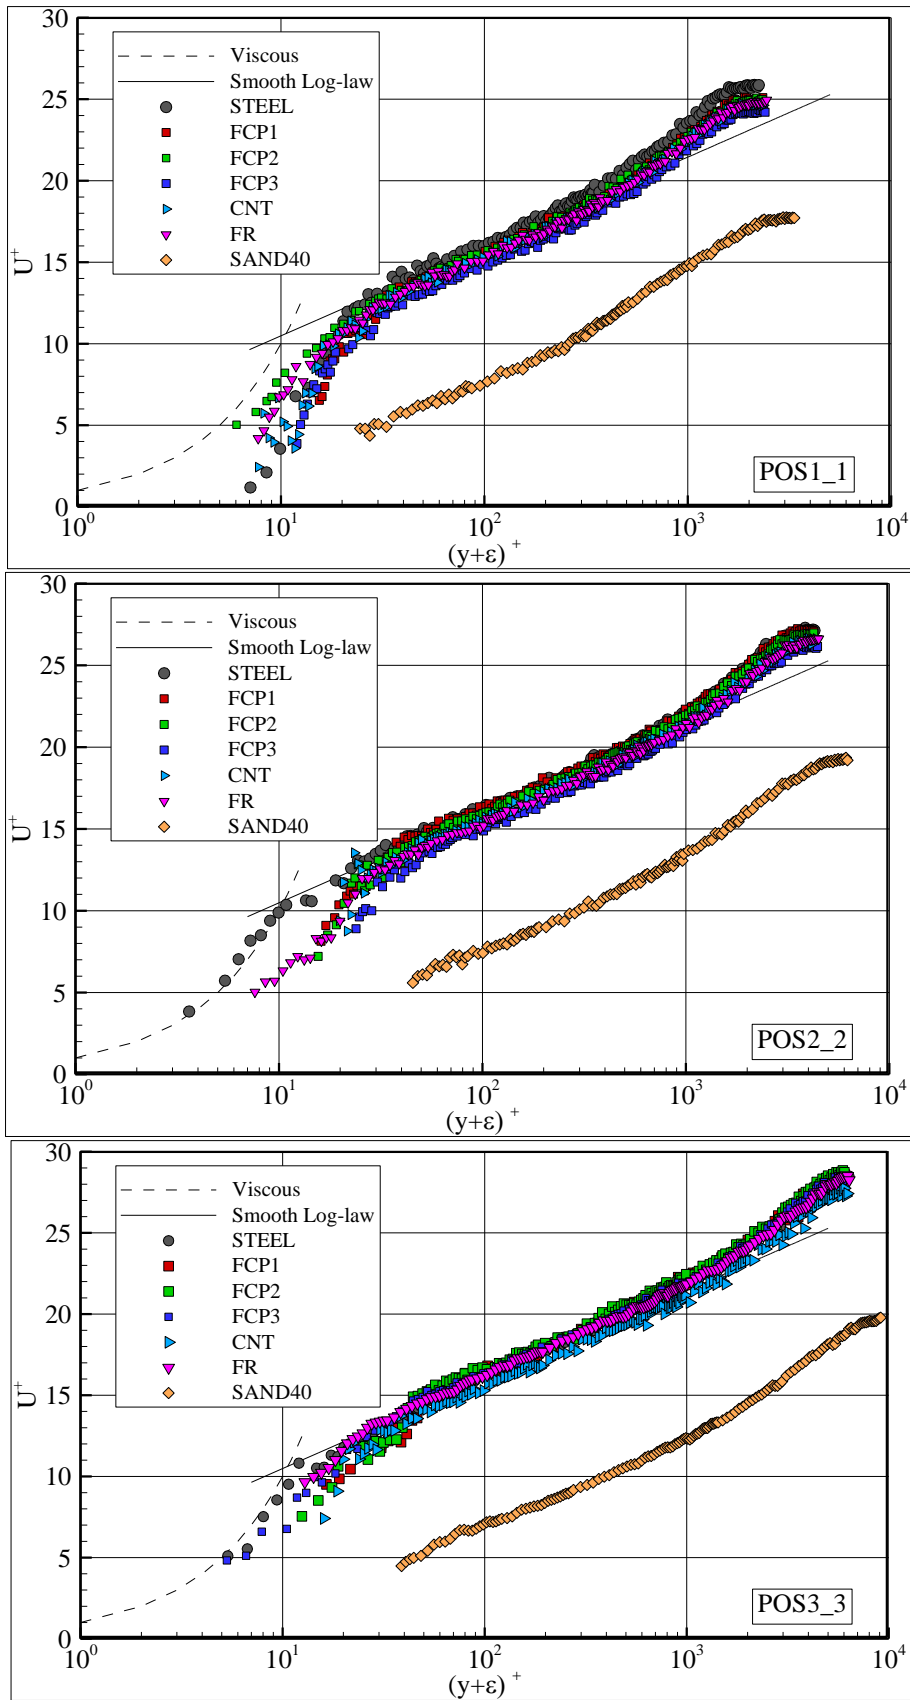 30
25
20
15
10
5
0
U+
Viscous
Smooth Log-law
STEEL
FCP1
FCP2
FCP3
CNT
FR
SAND40
POS1_1
10^0 10^1 10^2 10^3 10^4
(y+ε)+
30
25
20
15
10
5
0
U+
Viscous
Smooth Log-law
STEEL
FCP1
FCP2
FCP3
CNT
FR
SAND40
POS2_2
10^0 10^1 10^2 10^3 10^4
(y+ε)+
30
25
20
15
10
5
0
U+
Viscous
Smooth Log-law
STEEL
FCP1
FCP2
FCP3
CNT
FR
SAND40
POS3_3
10^0 10^1 10^2 10^3 10^4
(y+ε)+